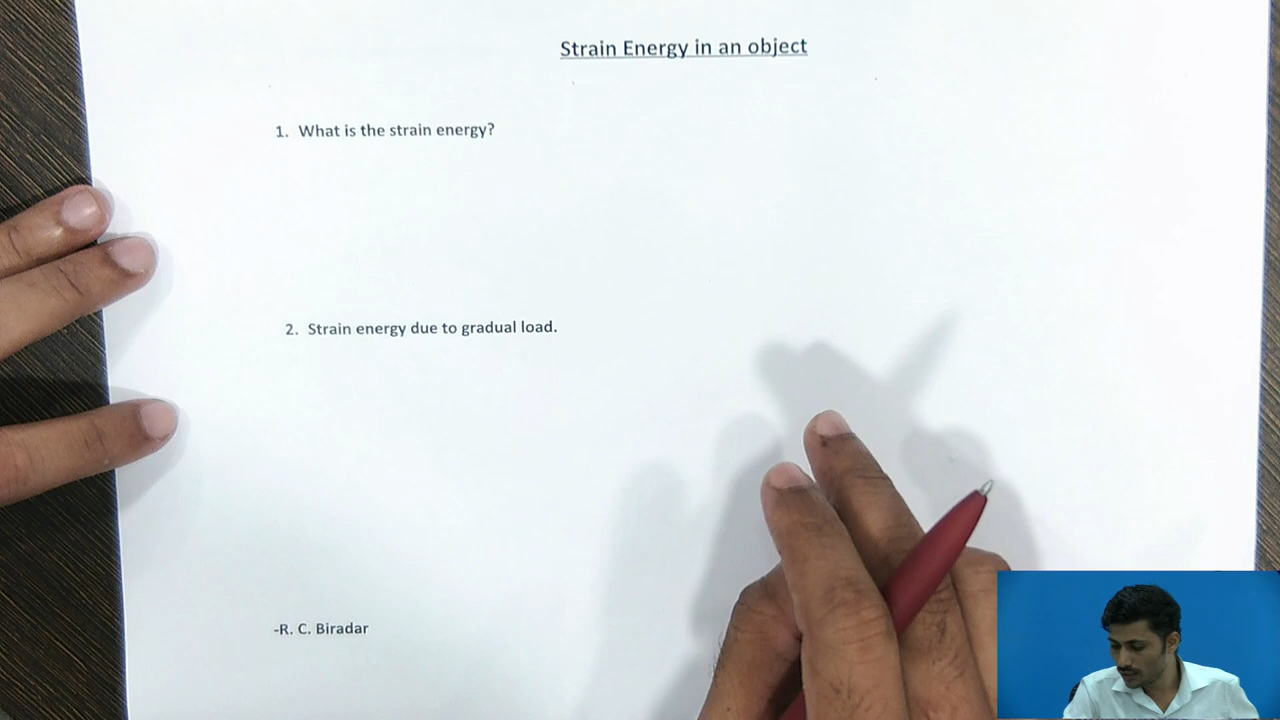 Strain Energy in an object
1. What is the strain energy?
2. Strain energy due to gradual load.
-R. C. Biradar